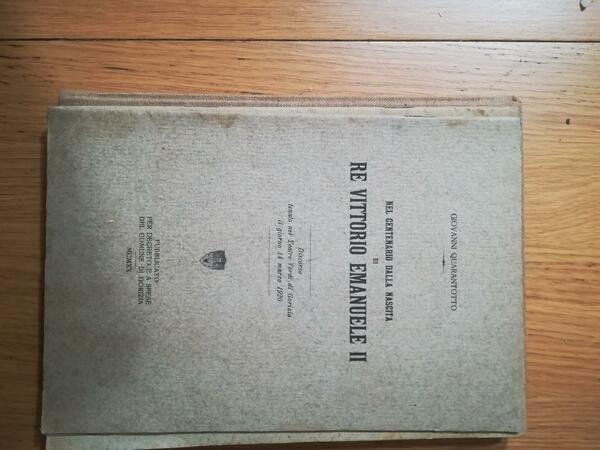 GIOVANNI QUARANTOTTO
NEL CENTENARIO DALLA NASCITA
DI
RE VITTORIO EMANUELE II
Discorso
tenuto nel Teatro Verdi di Gorizia
il giorno 14 marzo 1920
PUBBLICATO
PER DECRETO E A SPESE
DEL COMUNE DI GORIZIA
MCMXX